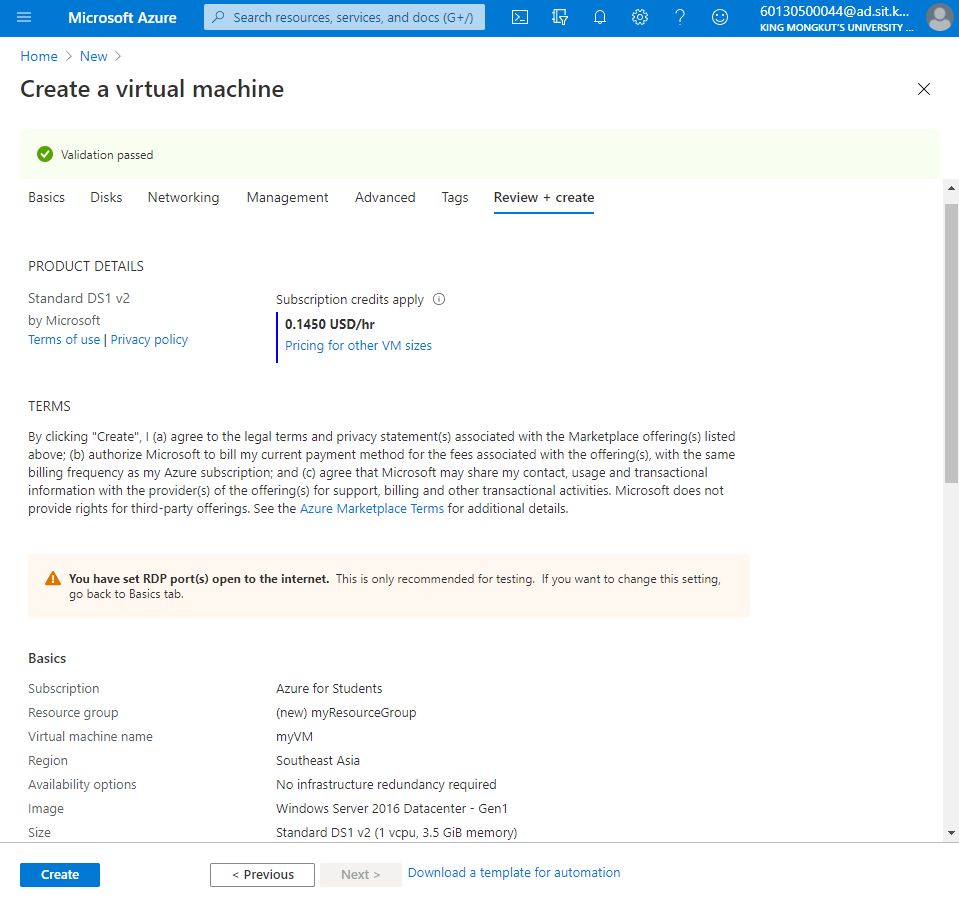 Microsoft Azure
Search resources, services, and docs (G+/)
60130500044@ad.sit.k...
KING MONGKUT'S UNIVERSITY ...
Home > New >
Create a virtual machine
Validation passed
Basics Disks Networking Management Advanced Tags Review + create
PRODUCT DETAILS
Standard DS1 v2
by Microsoft
Terms of use | Privacy policy
Subscription credits apply
0.1450 USD/hr
Pricing for other VM sizes
TERMS
By clicking "Create", I (a) agree to the legal terms and privacy statement(s) associated with the Marketplace offering(s) listed
above; (b) authorize Microsoft to bill my current payment method for the fees associated with the offering(s), with the same
billing frequency as my Azure subscription; and (c) agree that Microsoft may share my contact, usage and transactional
information with the provider(s) of the offering(s) for support, billing and other transactional activities. Microsoft does not
provide rights for third-party offerings. See the Azure Marketplace Terms for additional details.
You have set RDP port(s) open to the internet. This is only recommended for testing. If you want to change this setting,
go back to Basics tab.
Basics
Subscription Azure for Students
Resource group (new) myResourceGroup
Virtual machine name myVM
Region Southeast Asia
Availability options No infrastructure redundancy required
Image Windows Server 2016 Datacenter - Gen1
Size Standard DS1 v2 (1 vcpu, 3.5 GiB memory)
Create < Previous Next > Download a template for automation